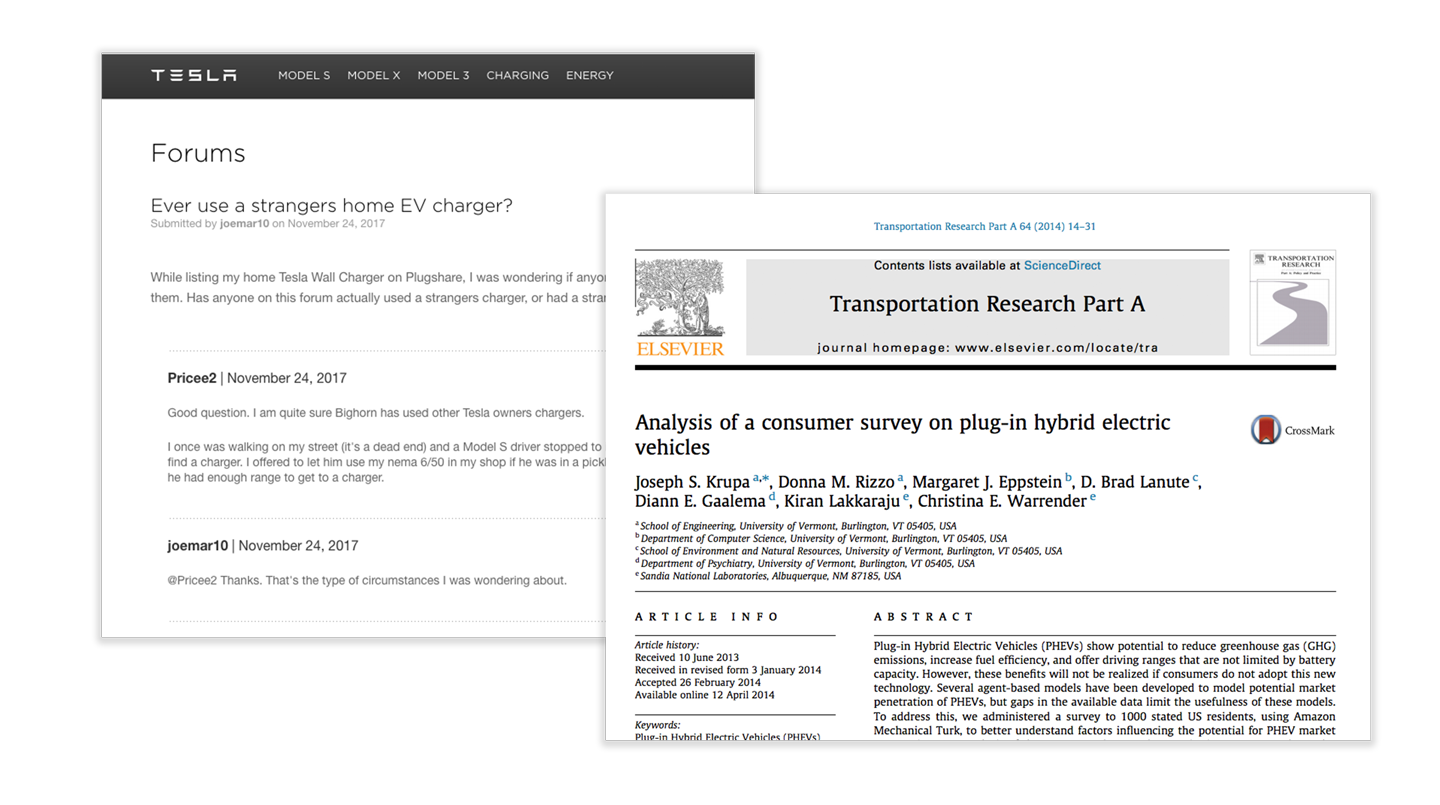 TESLA MODEL S MODEL X MODEL 3 CHARGING ENERGY
Forums
Ever use a strangers home EV charger?
Submitted by joemar10 on November 24, 2017
While listing my home Tesla Wall Charger on Plugshare, I was wondering if
them. Has anyone on this forum actually used a strangers charger, or had a
Pricee2 | November 24, 2017
Good question. I am quite sure Bighorn has used other Tesla owners chargers.
I once was walking on my street (it's a dead end) and a Model S driver stopped to
find a charger. I offered to let him use my nema 6/50 in my shop if he was in a
he had enough range to get to a charger.
joemar10 | November 24, 2017
@Pricee2 Thanks. That's the type of circumstances I was wondering about.
Transportation Research Part A 64 (2014) 14–31
Contents lists available at ScienceDirect
Transportation Research Part A
journal homepage: www.elsevier.com/locate/tra
ELSEVIER
TRANSPORTATION
RESEARCH
Part A: Policy and Practice
Analysis of a consumer survey on plug-in hybrid electric
vehicles
CrossMark
Joseph S. Krupa a,*, Donna M. Rizzo a, Margaret J. Eppstein b, D. Brad Lanute c,
Diann E. Gaalema d, Kiran Lakkaraju e, Christina E. Warrender e
a School of Engineering, University of Vermont, Burlington, VT 05405, USA
b Department of Computer Science, University of Vermont, Burlington, VT 05405, USA
c School of Environment and Natural Resources, University of Vermont, Burlington, VT 05405, USA
d Department of Psychiatry, University of Vermont, Burlington, VT 05405, USA
e Sandia National Laboratories, Albuquerque, NM 87185, USA
ARTICLE INFO
Article history:
Received 10 June 2013
Received in revised form 3 January 2014
Accepted 26 February 2014
Available online 12 April 2014
Keywords:
Plug-in Hybrid Electric Vehicles (PHEVs)
ABSTRACT
Plug-in Hybrid Electric Vehicles (PHEVs) show potential to reduce greenhouse gas (GHG)
emissions, increase fuel efficiency, and offer driving ranges that are not limited by battery
capacity. However, these benefits will not be realized if consumers do not adopt this new
technology. Several agent-based models have been developed to model potential market
penetration of PHEVs, but gaps in the available data limit the usefulness of these models.
To address this, we administered a survey to 1000 stated US residents, using Amazon
Mechanical Turk, to better understand factors influencing the potential for PHEV market